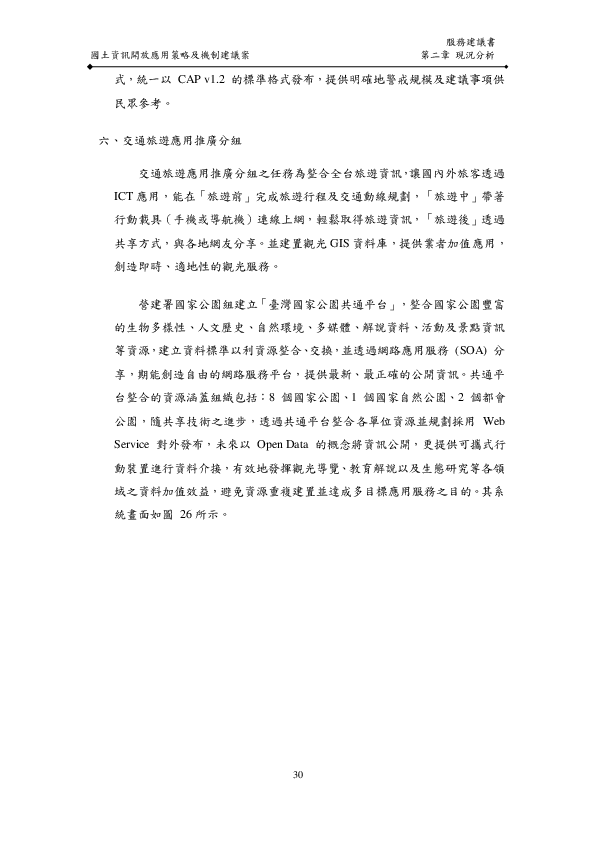 服務建議書
國土資訊開放應用策略及機制建議案 第二章 現況分析
式，統一以 CAP v1.2 的標準格式發布，提供明確地警戒規模及建議事項供
民眾參考。
六、交通旅遊應用推廣分組
交通旅遊應用推廣分組之任務為整合全台旅遊資訊，讓國內外旅客透過
ICT 應用，能在「旅遊前」完成旅遊行程及交通動線規劃，「旅遊中」帶著
行動載具（手機或導航機）連線上網，輕鬆取得旅遊資訊，「旅遊後」透過
共享方式，與各地網友分享。並建置觀光 GIS 資料庫，提供業者加值應用，
創造即時、適地性的觀光服務。
營建署國家公園組建立「臺灣國家公園共通平台」，整合國家公園豐富
的生物多樣性、人文歷史、自然環境、多媒體、解說資料、活動及景點資訊
等資源，建立資料標準以利資源整合、交換，並透過網路應用服務 (SOA) 分
享，期能創造自由的網路服務平台，提供最新、最正確的公開資訊。共通平
台整合的資源涵蓋組織包括：8 個國家公園、1 個國家自然公園、2 個都會
公園，隨共享技術之進步，透過共通平台整合各單位資源並規劃採用 Web
Service 對外發布，未來以 Open Data 的概念將資訊公開，更提供可攜式行
動裝置進行資料介接，有效地發揮觀光導覽、教育解說以及生態研究等各領
域之資料加值效益，避免資源重複建置並達成多目標應用服務之目的。其系
統畫面如圖 26 所示。
30